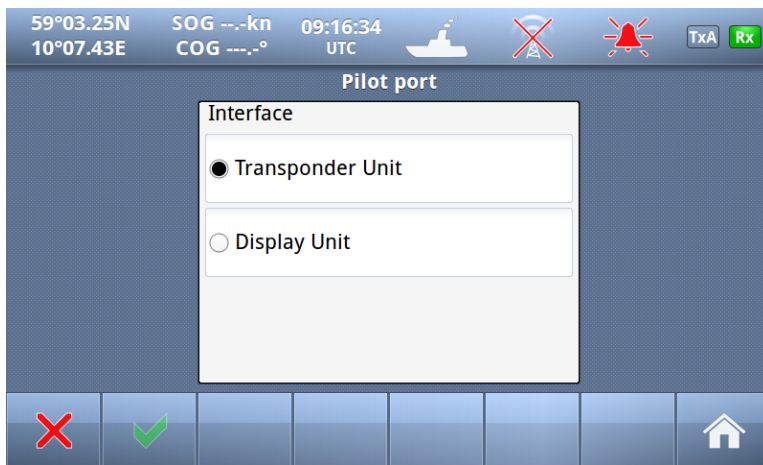 59°03.25N SOG --.-kn 09:16:34
10°07.43E COG ---.-° UTC TxA Rx
Pilot port
Interface
Transponder Unit
Display Unit